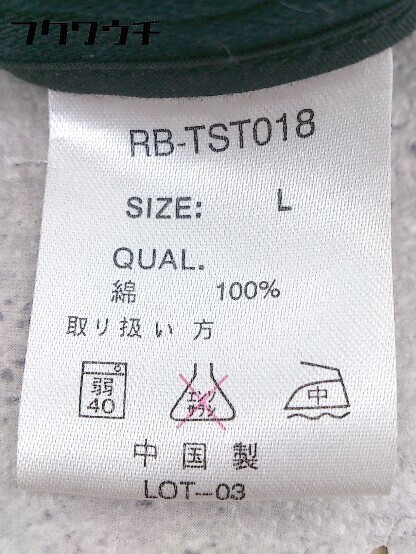 フクウクチ
RB-TST018
SIZE: L
QUAL.
綿 100%
取り扱い方
弱 40
エンソ サラシ
中
中国製
LOT--03